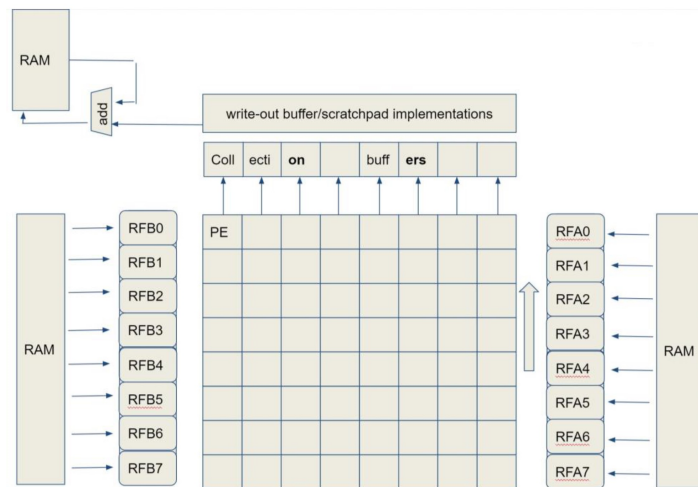 RAM
add
write-out buffer/scratchpad implementations
Coll ecti on buff ers
PE
RAM
RFB0
RFB1
RFB2
RFB3
RFB4
RFB5
RFB6
RFB7
RFA0
RFA1
RFA2
RFA3
RFA4
RFA5
RFA6
RFA7
RAM